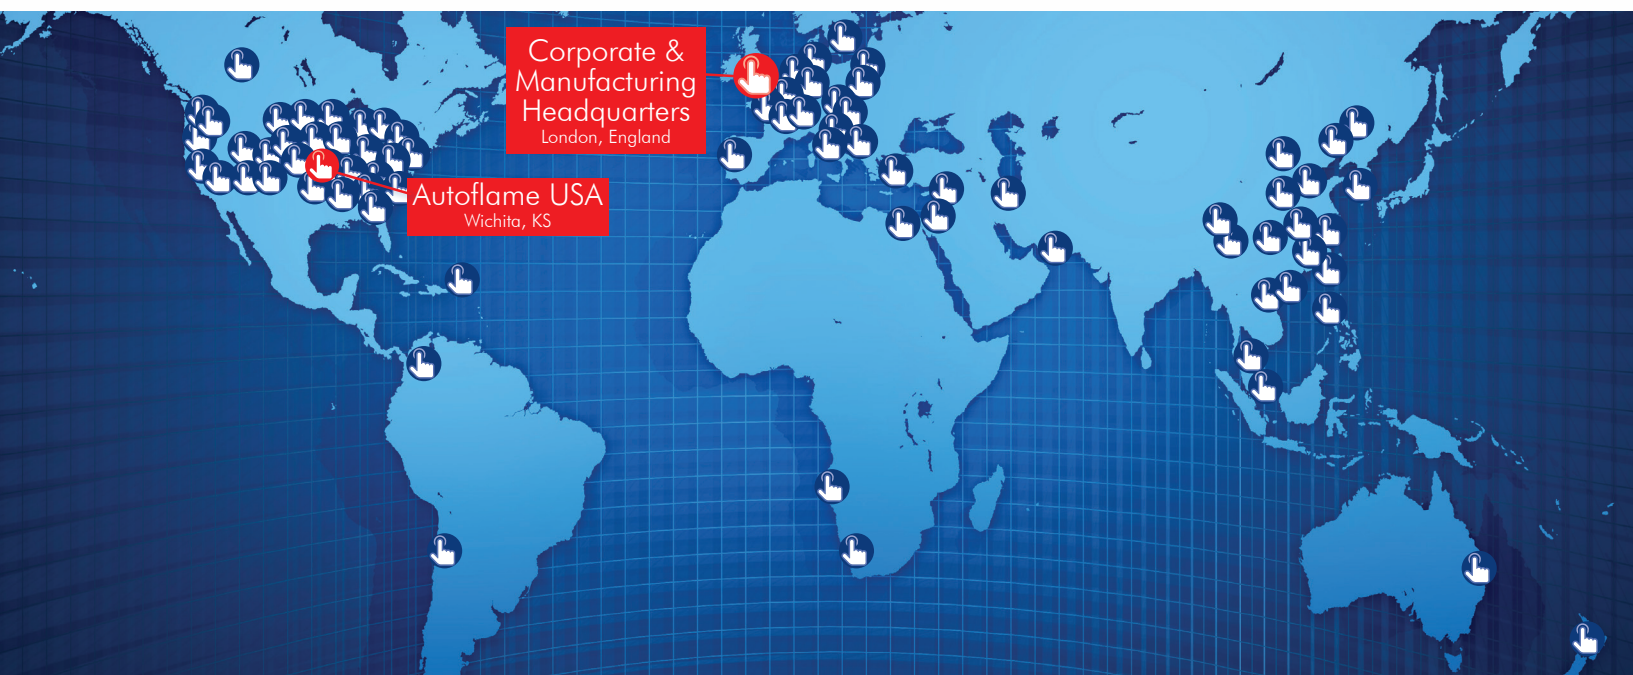 Corporate &
Manufacturing
Headquarters
London, England
Autoflame USA
Wichita, KS